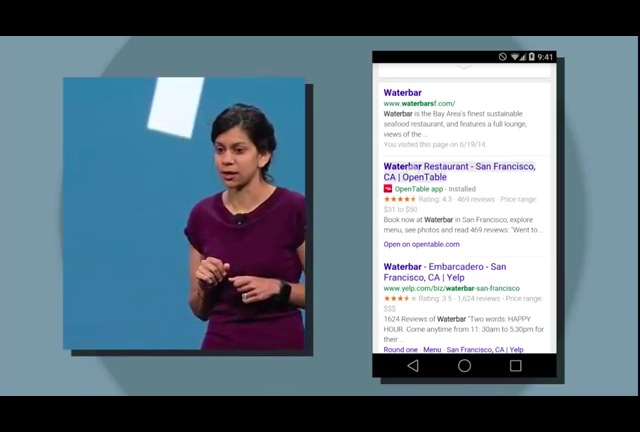 9:41
Waterbar
www.waterbarsf.com/
Waterbar is the Bay Area's finest sustainable
seafood restaurant, and features a full lounge,
views of the ...
You visited this page on 6/19/14.
Waterbar Restaurant - San Francisco,
CA | OpenTable
OpenTable app - Installed
Rating: 4.3 · 469 reviews · Price range:
$31 to $50
Book now at Waterbar in San Francisco, explore
menu, see photos and read 469 reviews: "Went to ...
Open on opentable.com
Waterbar - Embarcadero - San
Francisco, CA | Yelp
www.yelp.com/biz/waterbar-san-francisco
Rating: 3.5 · 1,624 reviews · Price range:
$$$
1624 Reviews of Waterbar "Two words: HAPPY
HOUR. Come anytime from 11: 30am to 5:30pm for
their ...
Round one · Menu · San Francisco, CA | Yelp